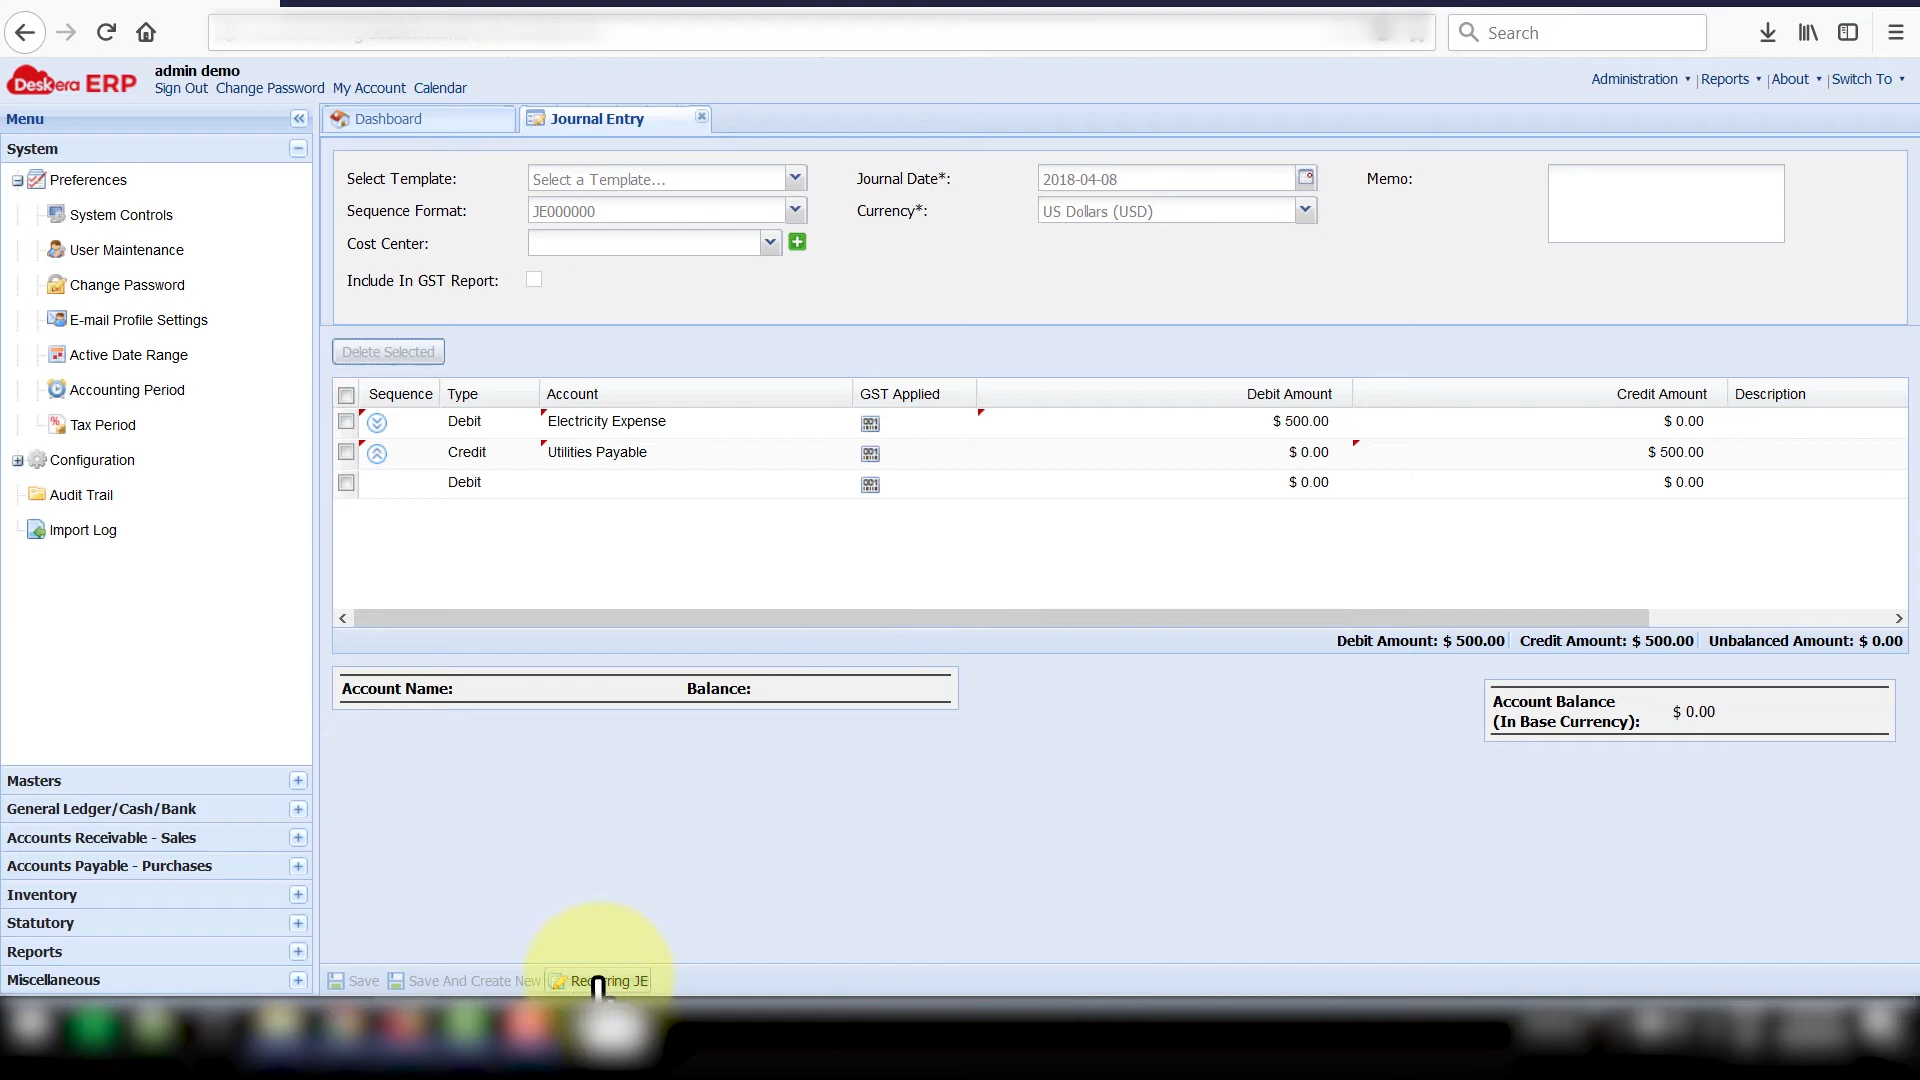 Search
Deskera ERP
admin demo
Sign Out Change Password My Account Calendar
Administration Reports About Switch To
Menu
Dashboard
Journal Entry
System
Preferences
System Controls
User Maintenance
Change Password
E-mail Profile Settings
Active Date Range
Accounting Period
Tax Period
Configuration
Audit Trail
Import Log
Masters
General Ledger/Cash/Bank
Accounts Receivable - Sales
Accounts Payable - Purchases
Inventory
Statutory
Reports
Miscellaneous
Select Template: Select a Template... Journal Date*: 2018-04-08 Memo:
Sequence Format: JE000000 Currency*: US Dollars (USD)
Cost Center:
Include In GST Report:
Delete Selected
Sequence Type Account GST Applied Debit Amount Credit Amount Description
Debit Electricity Expense $ 500.00 $ 0.00
Credit Utilities Payable $ 0.00 $ 500.00
Debit $ 0.00 $ 0.00
Debit Amount: $ 500.00 Credit Amount: $ 500.00 Unbalanced Amount: $ 0.00
Account Name: Balance:
Account Balance
(In Base Currency): $ 0.00
Save Save And Create New Recurring JE